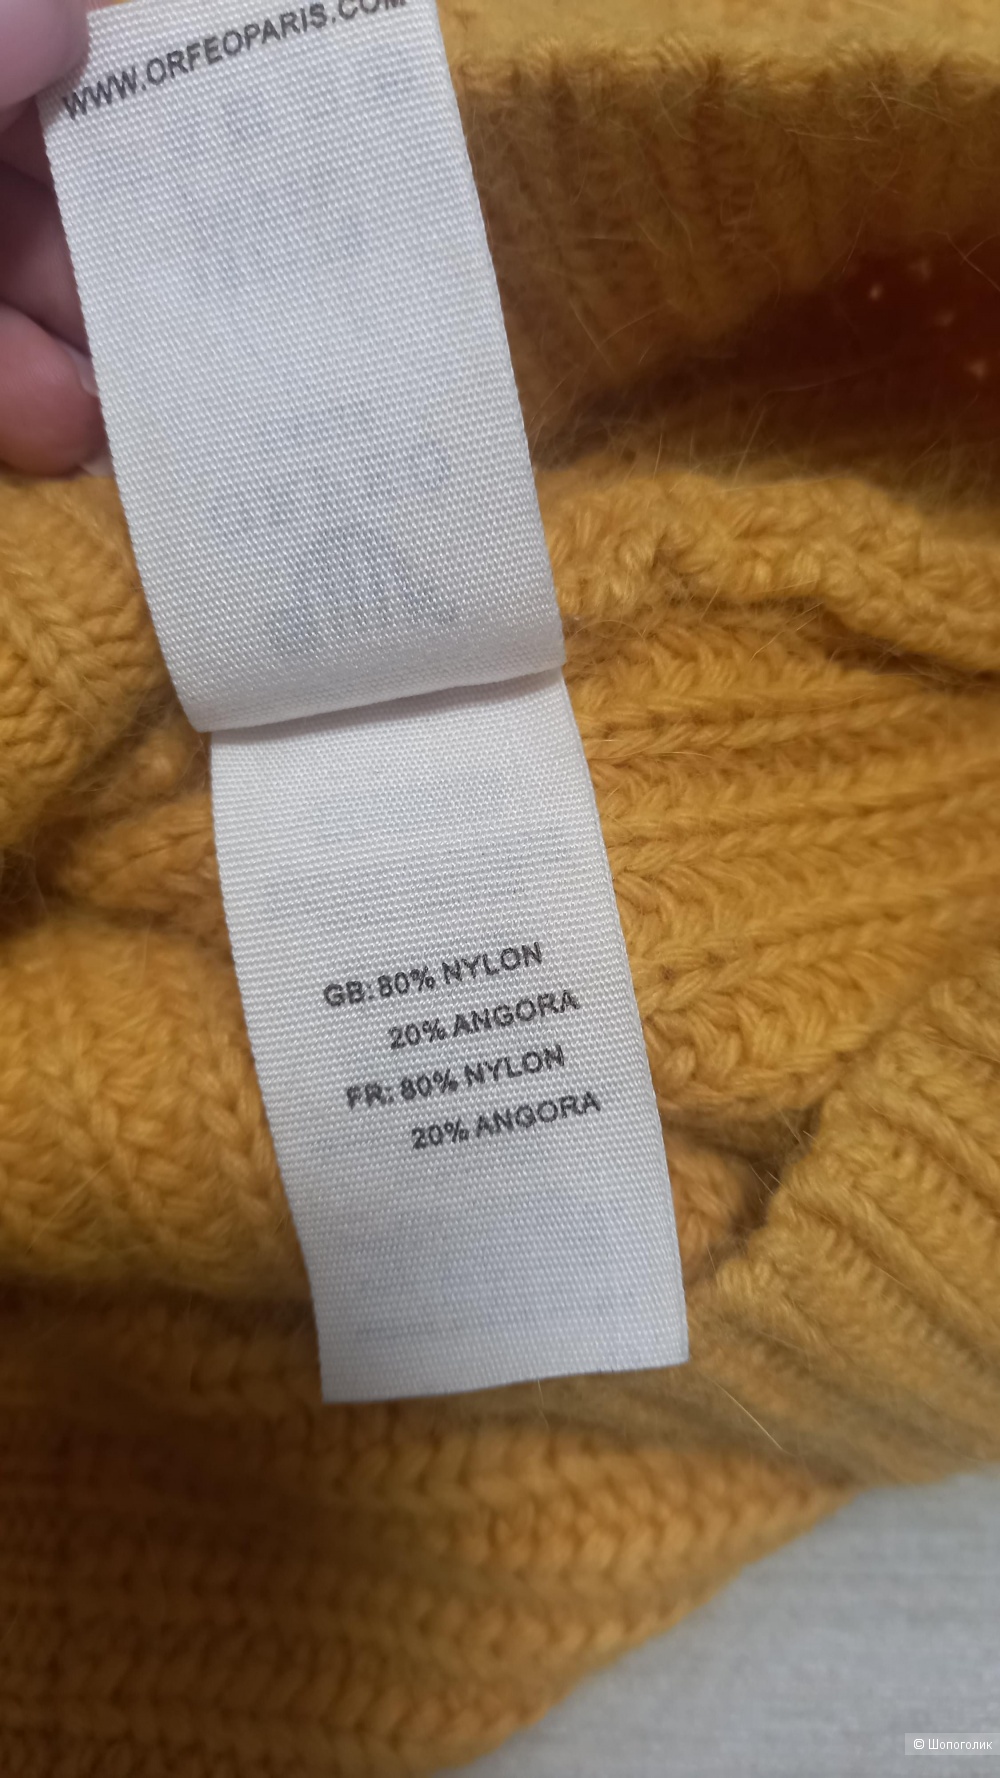 WWW.ORFEOPARIS.COM
GB: 80% NYLON
20% ANGORA
FR: 80% NYLON
20% ANGORA
© Шопоголик